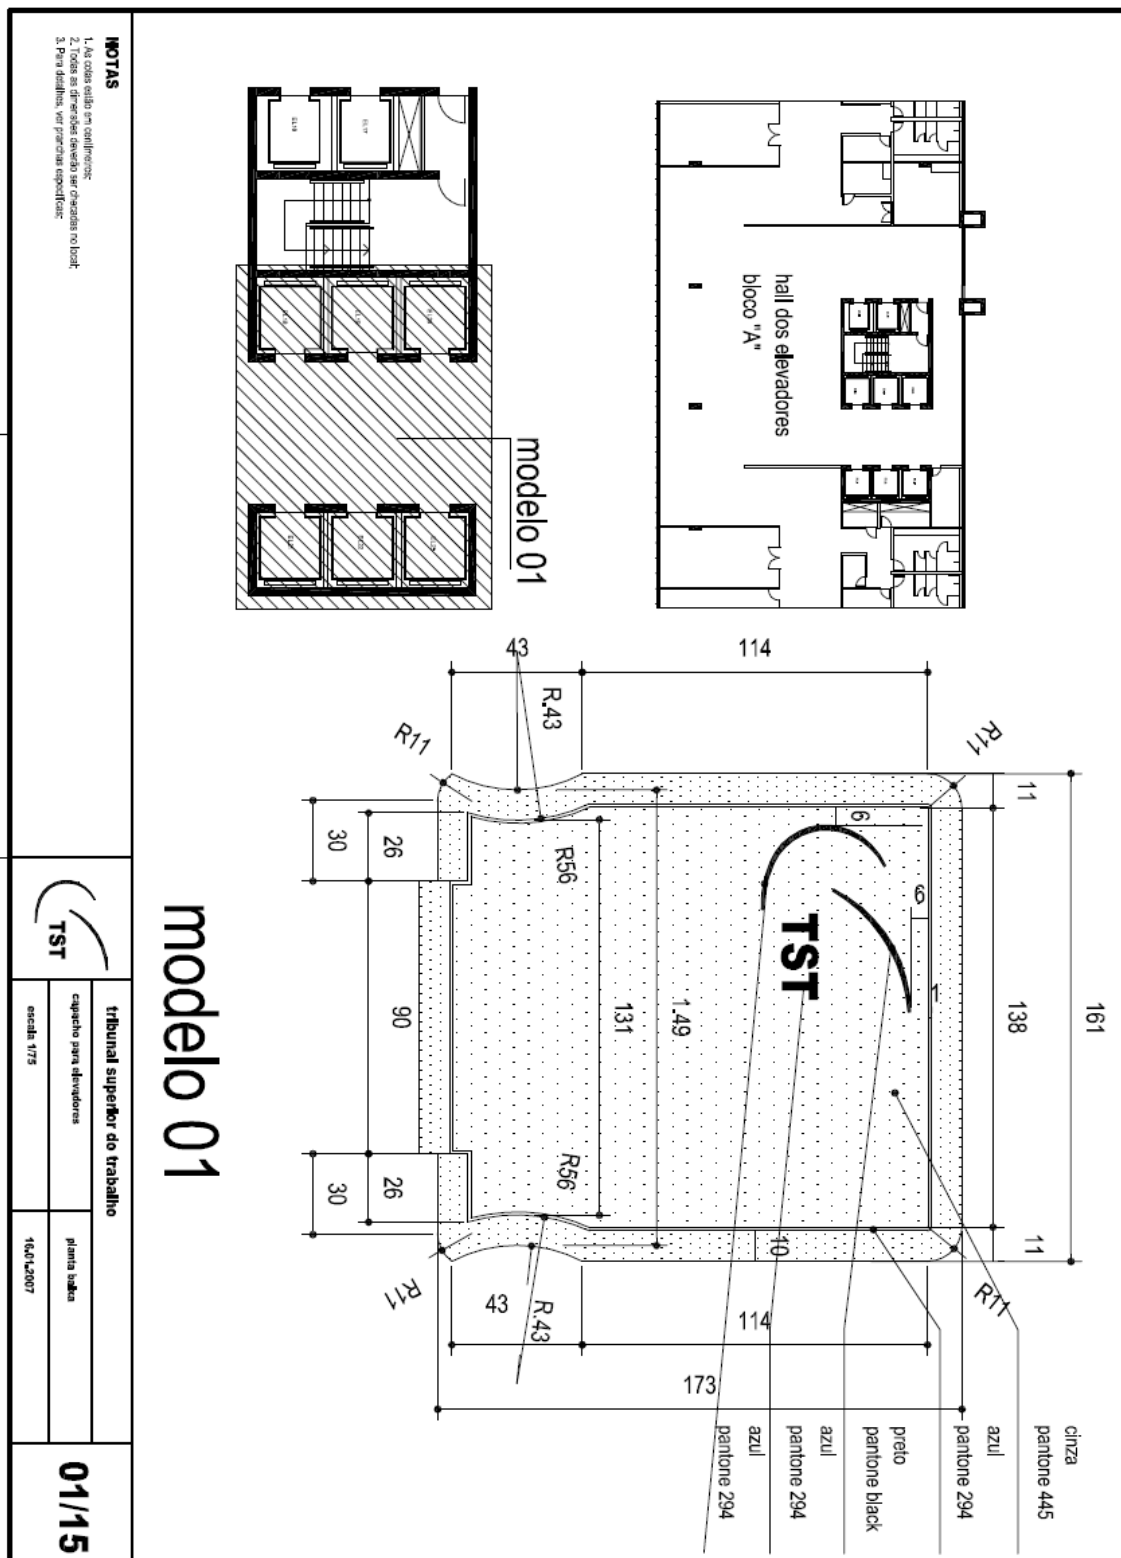 NOTAS
1. As cotas estão em centímetros;
2. Todas as dimensões deverão ser checadas no local;
3. Para detalhes, ver pranchas específicas;
hall dos elevadores
bloco "A"
modelo 01
43
114
R.43
R11
R11
11
161
138
6
6
1
R56
131
1.49
30
26
90
26
30
R56
10
11
R11
R11
43
R.43
114
173
TST
cinza
pantone 445
azul
pantone 294
preto
pantone black
azul
pantone 294
azul
pantone 294
modelo 01
TST
tribunal superior do trabalho
capacho para elevadores
planta baixa
escala 1/75
16.01.2007
01/15